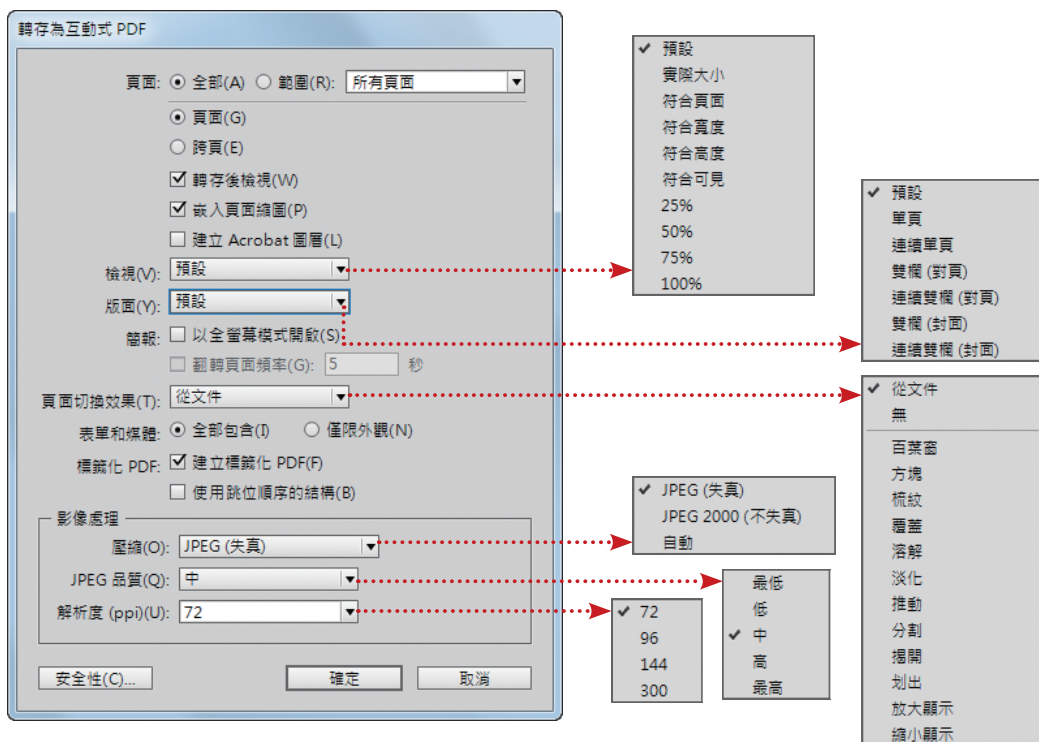 轉存為互動式 PDF
頁面: 全部(A) 範圍(R): 所有頁面
頁面(G)
跨頁(E)
轉存後檢視(W)
嵌入頁面縮圖(P)
建立 Acrobat 圖層(L)
檢視(V): 預設
版面(Y): 預設
簡報: 以全螢幕模式開啟(S)
翻轉頁面頻率(G): 5 秒
頁面切換效果(T): 從文件
表單和媒體: 全部包含(I) 僅限外觀(N)
標籤化 PDF: 建立標籤化 PDF(F)
使用跳位順序的結構(B)
影像處理
壓縮(O): JPEG (失真)
JPEG 品質(Q): 中
解析度 (ppi)(U): 72
安全性(C)... 確定 取消
預設
實際大小
符合頁面
符合寬度
符合高度
符合可見
25%
50%
75%
100%
預設
單頁
連續單頁
雙欄 (對頁)
連續雙欄 (對頁)
雙欄 (封面)
連續雙欄 (封面)
從文件
無
百葉窗
方塊
梳紋
覆蓋
溶解
淡化
推動
分割
揭開
划出
放大顯示
縮小顯示
JPEG (失真)
JPEG 2000 (不失真)
自動
最低
低
中
高
最高
72
96
144
300